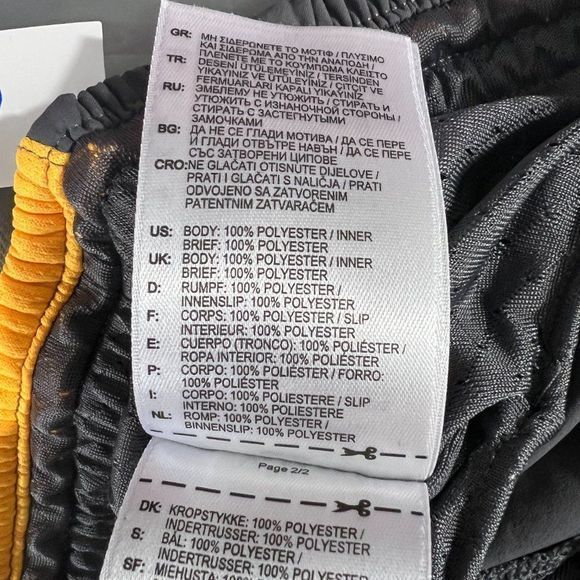 GR: ΜΗ ΣΙΔΕΡΩΝΕΤΕ ΤΟ ΜΟΤΙΦ / ΠΛΥΣΙΜΟ
ΚΑΙ ΣΙΔΕΡΩΜΑ ΑΠΟ ΤΗΝ ΑΝΑΠΟΔΗ /
ΠΛΕΝΕΤΕ ΜΕ ΤΟ ΚΟΥΜΠΩΜΑ ΚΛΕΙΣΤΟ
TR: DESENİ ÜTÜLEMEYİNİZ / TERSİNDEN
YIKAYINIZ VE ÜTÜLEYİNİZ / ÇITÇIT VE
FERMUARLARI KAPALI YIKAYINIZ
RU: ЭМБЛЕМУ НЕ УТЮЖИТЬ / СТИРАТЬ И
УТЮЖИТЬ С ИЗНАНОЧНОЙ СТОРОНЫ /
СТИРАТЬ С ЗАСТЕГНУТЫМИ
ЗАМОЧКАМИ
BG: ДА НЕ СЕ ГЛАДИ МОТИВА / ДА СЕ ПЕРЕ
И ГЛАДИ ОТВЪТРЕ НАВЪН / ДА СЕ ПЕРЕ
СЪС ЗАТВОРЕНИ ЦИПОВЕ
CRO: NE GLAČATI OTISNUTE DIJELOVE /
PRATI I GLAČATI S NALIČJA / PRATI
ODVOJENO SA ZATVORENIM
PATENTNIM ZATVARAČEM
US: BODY: 100% POLYESTER / INNER
BRIEF: 100% POLYESTER
UK: BODY: 100% POLYESTER / INNER
BRIEF: 100% POLYESTER
D: RUMPF: 100% POLYESTER /
INNENSLIP: 100% POLYESTER
F: CORPS: 100% POLYESTER / SLIP
INTERIEUR: 100% POLYESTER
E: CUERPO (TRONCO): 100% POLIÉSTER /
ROPA INTERIOR: 100% POLIÉSTER
P: CORPO: 100% POLIÉSTER / FORRO:
100% POLIÉSTER
I: CORPO: 100% POLIESTERE / SLIP
INTERNO: 100% POLIESTERE
NL: ROMP: 100% POLYESTER /
BINNENSLIP: 100% POLYESTER
Page 2/2
DK: KROPSTYKKE: 100% POLYESTER /
INDERTRUSSER: 100% POLYESTER
S: BÅL: 100% POLYESTER /
INDERTRUSSER: 100% POLYESTER
SF: MIEHUSTA: 100%